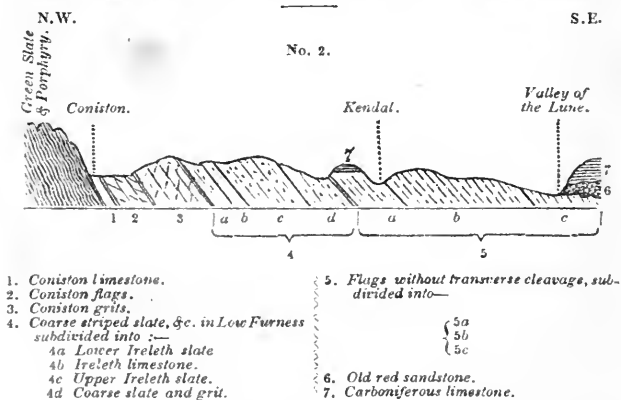 N.W.
S.E.
No. 2.
Green Slate
& Porphyry.
Coniston.
Kendal.
Valley of
the Lune.
7
7
6
1 2 3 a b c d a b c
4 5
1. Coniston limestone.
2. Coniston flags.
3. Coniston grits.
4. Coarse striped slate, &c. in Low Furness
subdivided into :—
4a Lower Ireleth slate
4b Ireleth limestone.
4c Upper Ireleth slate.
4d Coarse slate and grit.
5. Flags without transverse cleavage, sub-
divided into—
5a
5b
5c
6. Old red sandstone.
7. Carboniferous limestone.